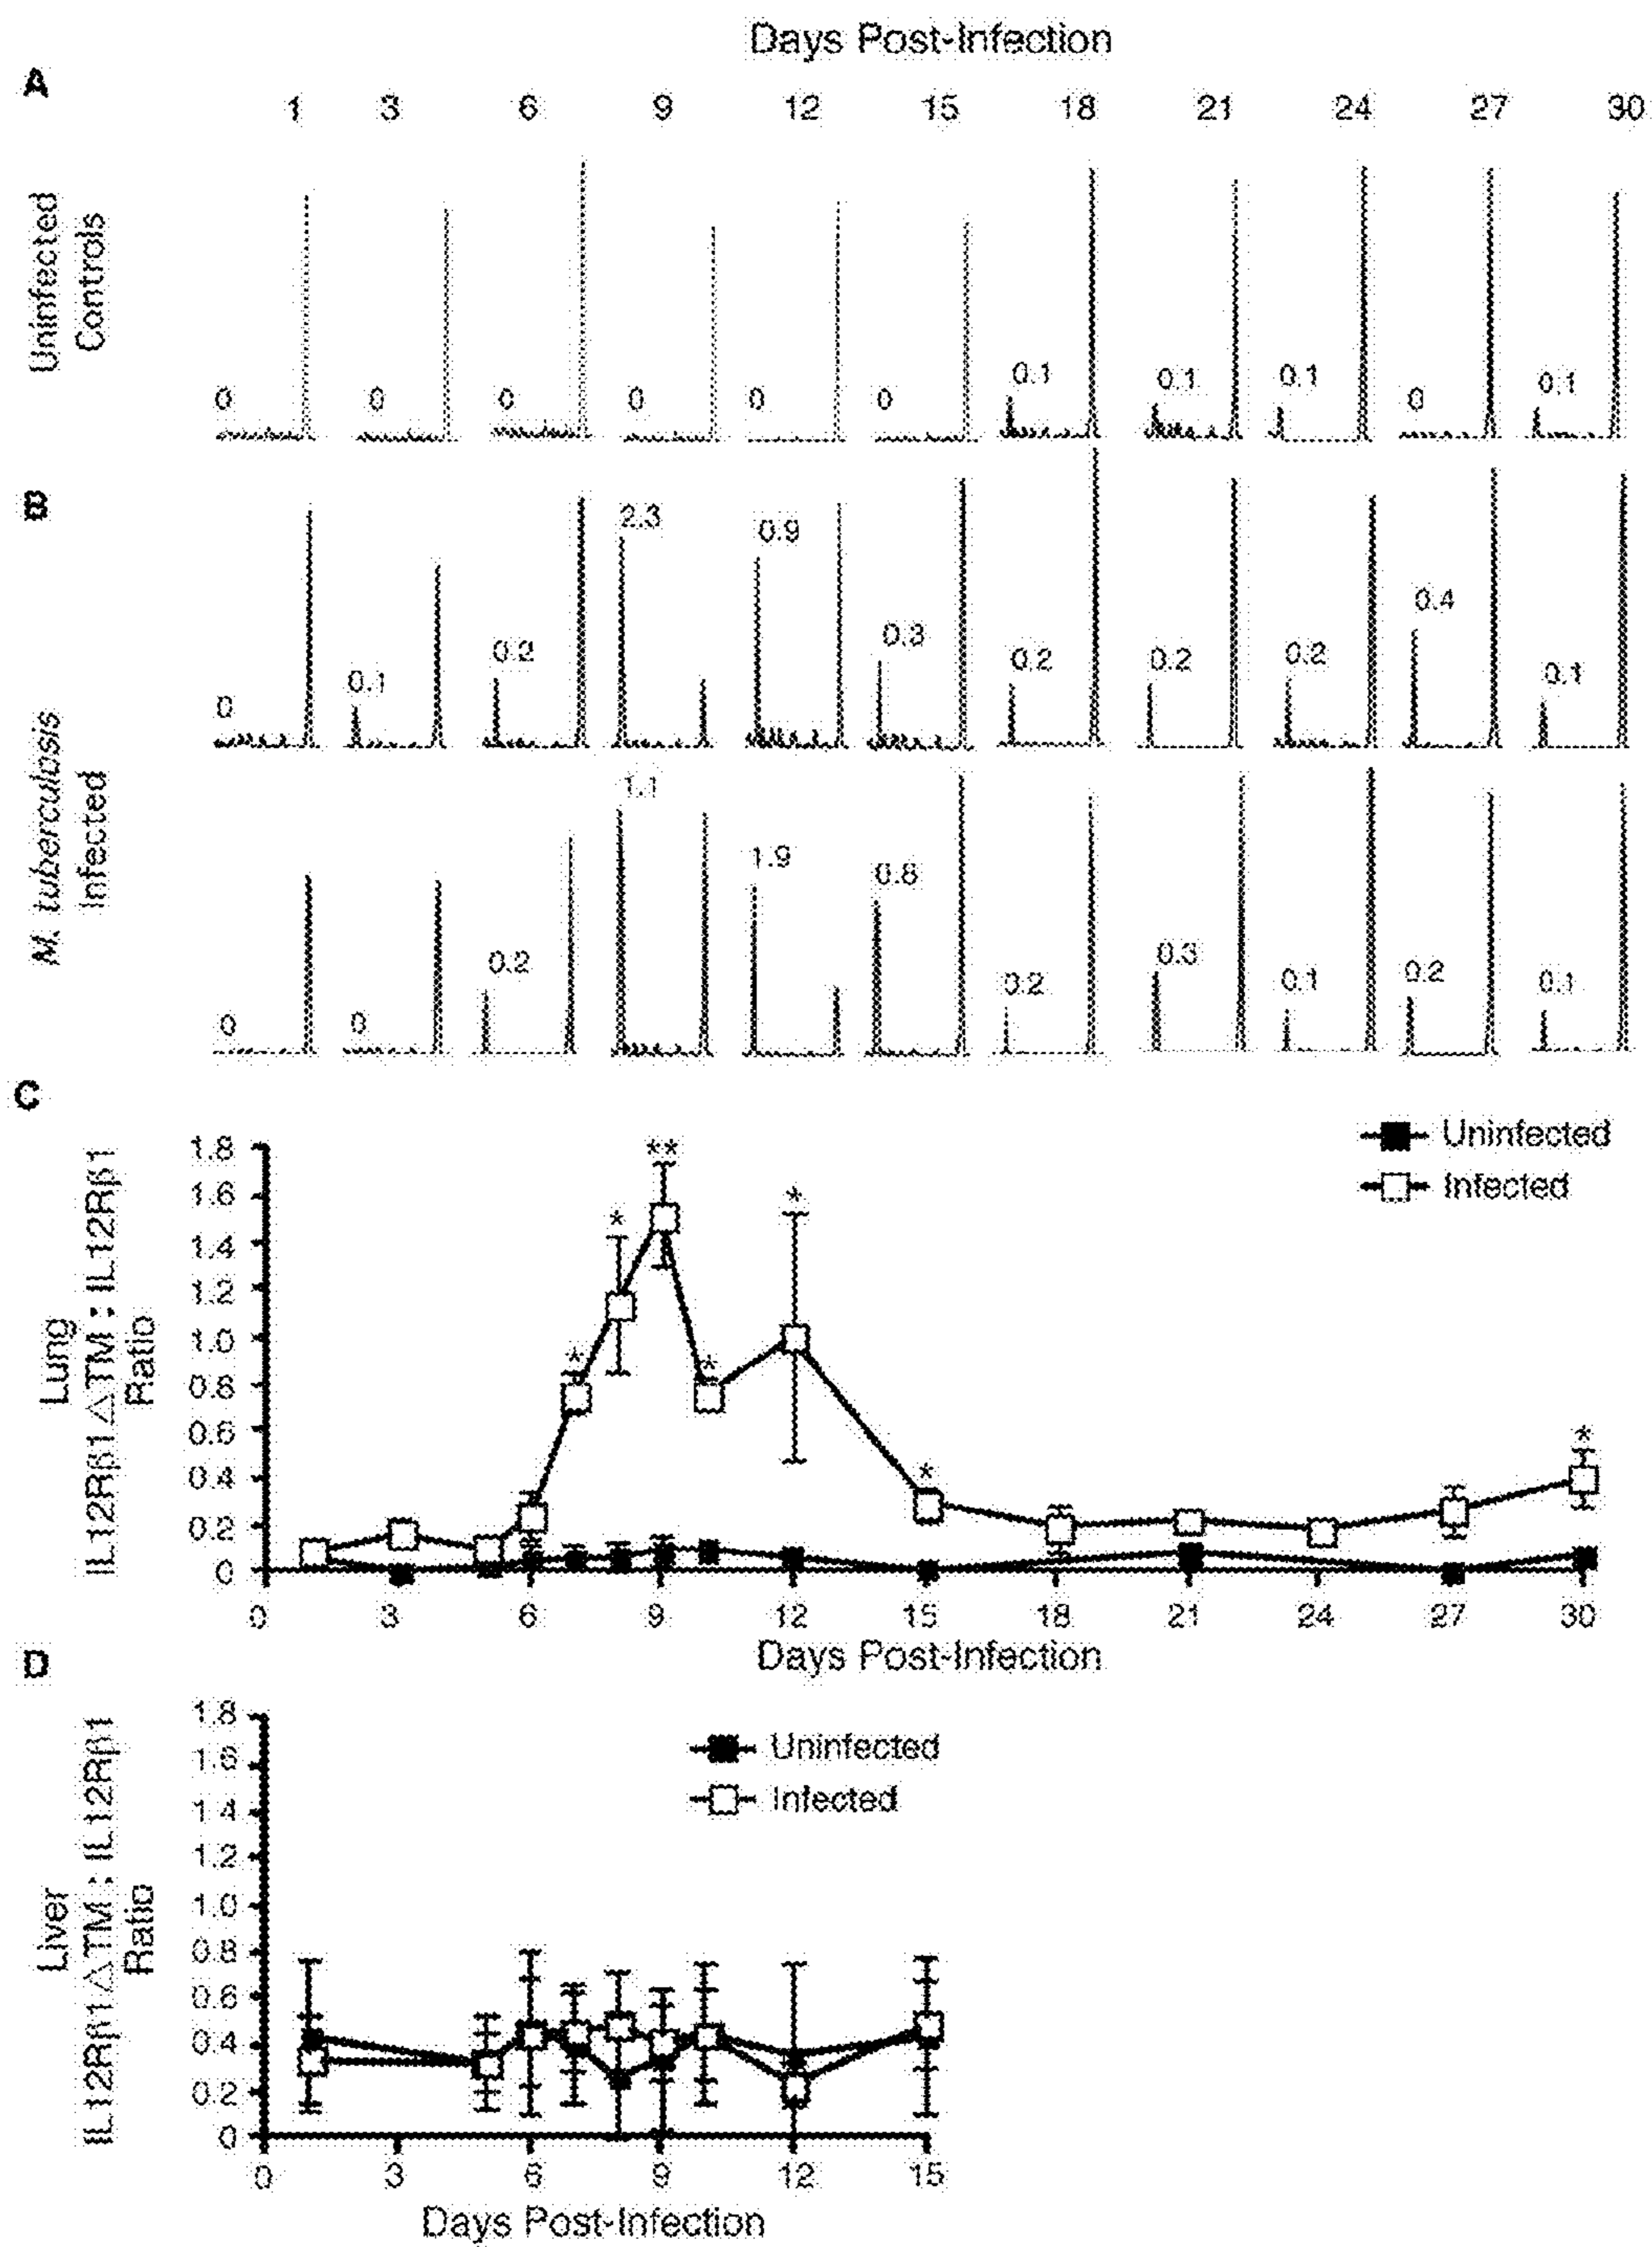 Days Post-Infection
A
1 3 6 9 12 15 18 21 24 27 30
Uninfected
Controls
0 0 0 0 0 0 0.1 0.1 0.1 0 0.1
B
M. tuberculosis
Infected
0 0.1 0.2 2.3 0.9 0.3 0.2 0.2 0.2 0.4 0.1
0 0 0.2 1.1 1.9 0.8 0.2 0.3 0.1 0.2 0.1
C
Lung
IL12Rβ1△TM : IL12Rβ1
Ratio
1.8
1.6
1.4
1.2
1.0
0.8
0.6
0.4
0.2
0
** * * * * * *
Uninfected
Infected
0 3 6 9 12 15 18 21 24 27 30
Days Post-Infection
D
Liver
IL12Rβ1△TM : IL12Rβ1
Ratio
1.8
1.6
1.4
1.2
1.0
0.8
0.6
0.4
0.2
0
Uninfected
Infected
0 3 6 9 12 15
Days Post-Infection